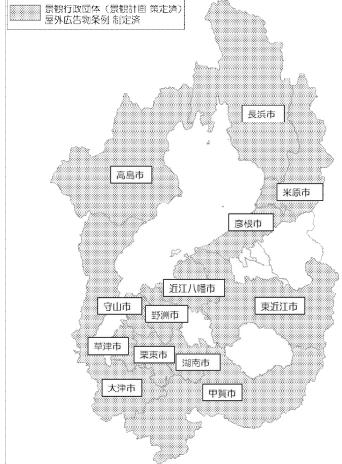 景観行政団体（景観計画 策定済）
屋外広告物条例 制定済
長浜市
高島市
米原市
彦根市
近江八幡市
守山市
野洲市
東近江市
草津市
栗東市
湖南市
大津市
甲賀市